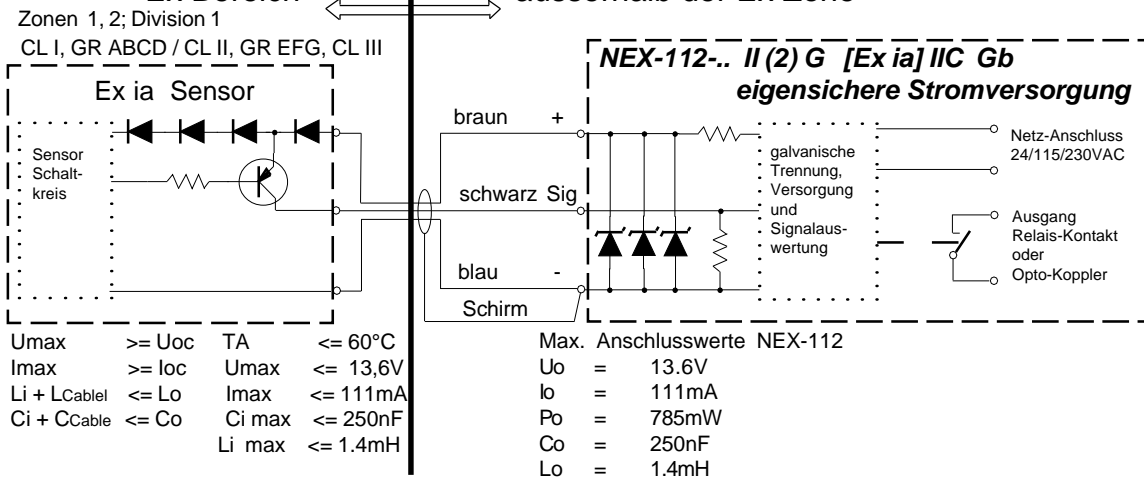 Ex Bereich
ausserhalb der Ex Zone
Zonen 1, 2; Division 1
CL I, GR ABCD / CL II, GR EFG, CL III
Ex ia Sensor
Sensor
Schalt-
kreis
braun +
schwarz Sig
blau -
Schirm
NEX-112-.. II (2) G [Ex ia] IIC Gb
eigensichere Stromversorgung
galvanische
Trennung,
Versorgung
und
Signalaus-
wertung
Netz-Anschluss
24/115/230VAC
Ausgang
Relais-Kontakt
oder
Opto-Koppler
Umax >= Uoc TA <= 60°C
Imax >= Ioc Umax <= 13,6V
Li + LCablel <= Lo Imax <= 111mA
Ci + CCable <= Co Ci max <= 250nF
Li max <= 1.4mH
Max. Anschlusswerte NEX-112
Uo = 13.6V
Io = 111mA
Po = 785mW
Co = 250nF
Lo = 1.4mH